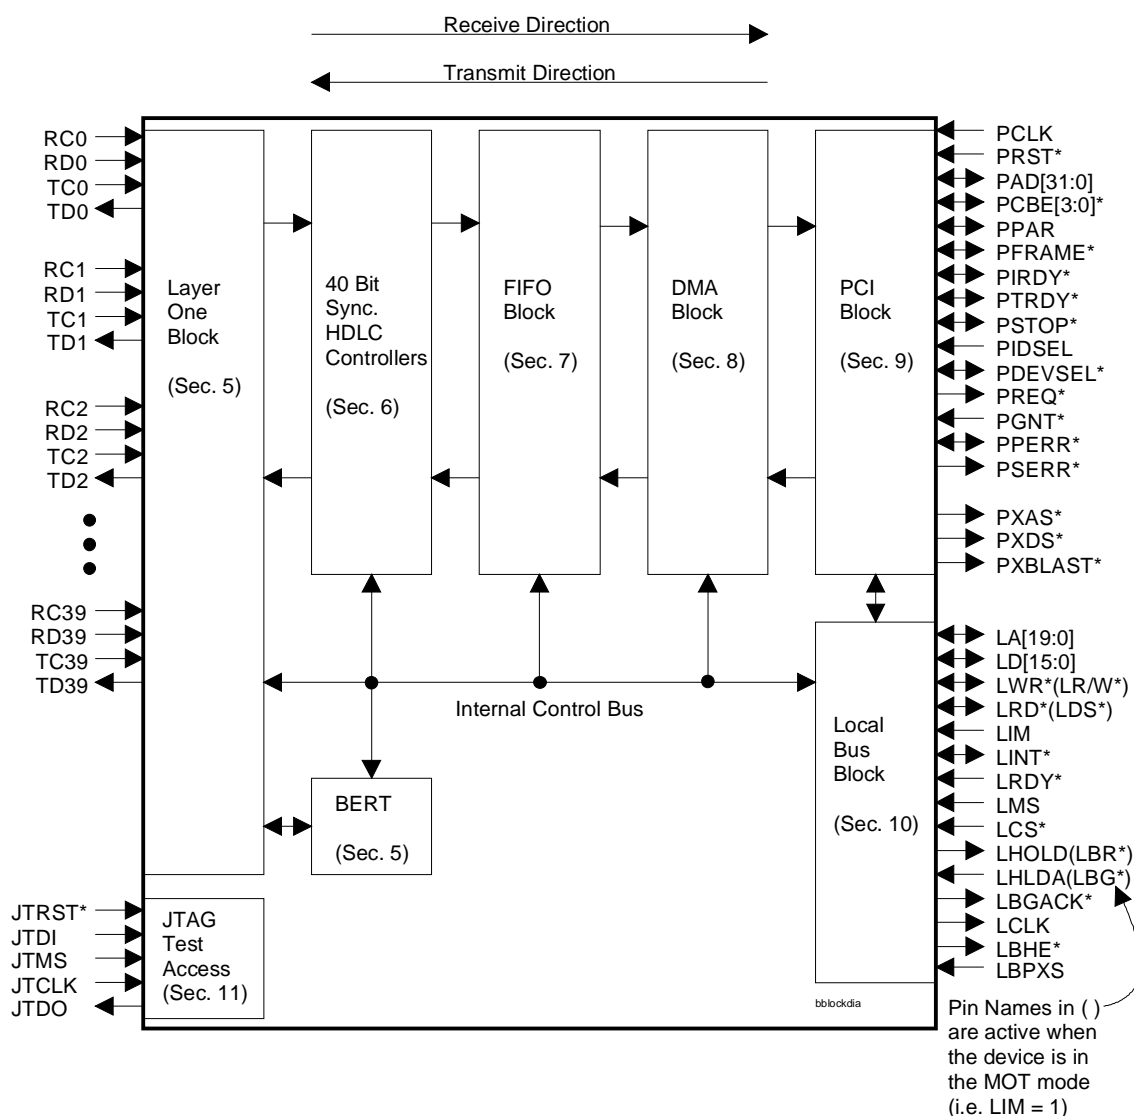 Receive Direction
Transmit Direction
RC0
RD0
TC0
TD0
RC1
RD1
TC1
TD1
RC2
RD2
TC2
TD2
RC39
RD39
TC39
TD39
JTRST*
JTDI
JTMS
JTCLK
JTDO
Layer
One
Block
(Sec. 5)
40 Bit
Sync.
HDLC
Controllers
(Sec. 6)
FIFO
Block
(Sec. 7)
DMA
Block
(Sec. 8)
PCI
Block
(Sec. 9)
Internal Control Bus
BERT
(Sec. 5)
JTAG
Test
Access
(Sec. 11)
Local
Bus
Block
(Sec. 10)
bblockdia
PCLK
PRST*
PAD[31:0]
PCBE[3:0]*
PPAR
PFRAME*
PIRDY*
PTRDY*
PSTOP*
PIDSEL
PDEVSEL*
PREQ*
PGNT*
PPERR*
PSERR*
PXAS*
PXDS*
PXBLAST*
LA[19:0]
LD[15:0]
LWR*(LR/W*)
LRD*(LDS*)
LIM
LINT*
LRDY*
LMS
LCS*
LHOLD(LBR*)
LHLDA(LBG*)
LBGACK*
LCLK
LBHE*
LBPXS
Pin Names in ( )
are active when
the device is in
the MOT mode
(i.e. LIM = 1)